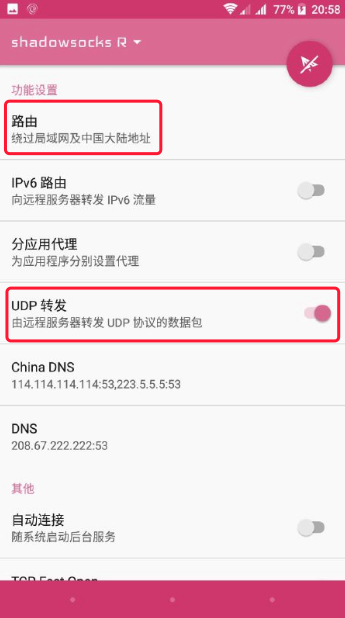 77% 20:58
shadowsocks R
功能设置
路由
绕过局域网及中国大陆地址
IPv6 路由
向远程服务器转发 IPv6 流量
分应用代理
为应用程序分别设置代理
UDP 转发
由远程服务器转发 UDP 协议的数据包
China DNS
114.114.114.114:53,223.5.5.5:53
DNS
208.67.222.222:53
其他
自动连接
随系统启动后台服务
TCP Fast Open